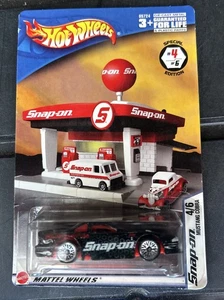 HOT WHEELS
3+
GUARANTEED
FOR LIFE
SPECIAL
#4
of 6
EDITION
Snap-on
S
Snap-on
Snap-on
Snap-on 4/6
MUSTANG COBRA
MATTEL WHEELS